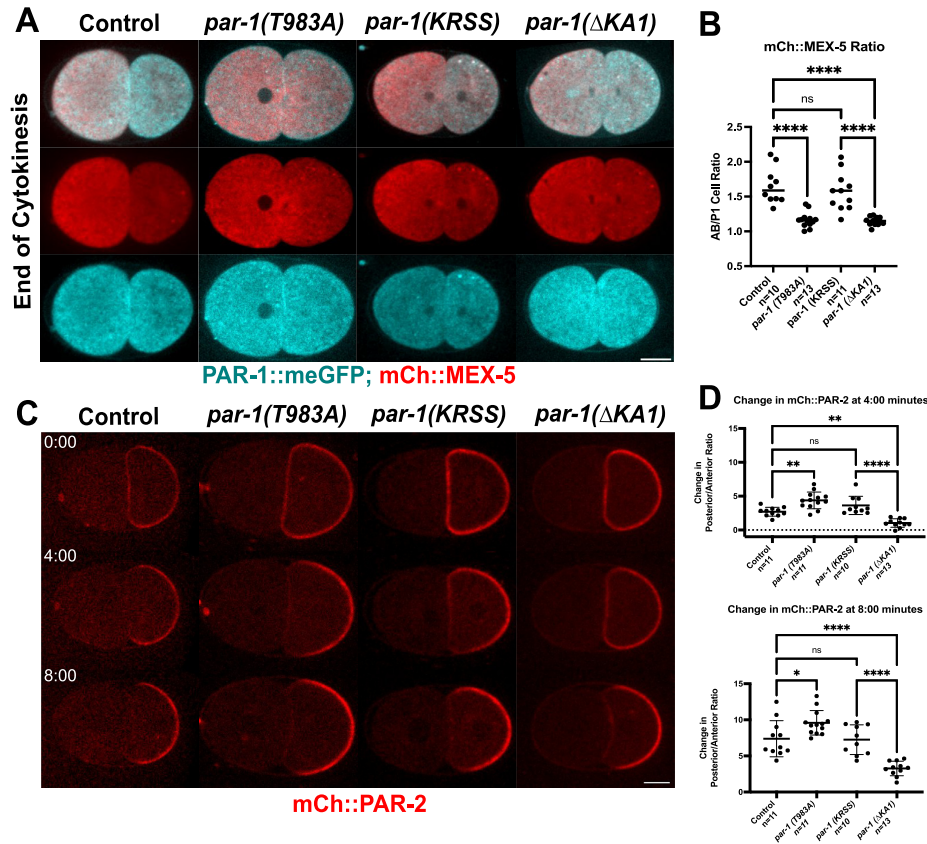 A
Control
par-1(T983A)
par-1(KRSS)
par-1(ΔKA1)
End of Cytokinesis
PAR-1::meGFP; mCh::MEX-5
B
mCh::MEX-5 Ratio
****
ns
**** ****
AB/P1 Cell Ratio
2.5
2.0
1.5
1.0
0.5
Control
n=10
par-1 (T983A)
n=13
par-1 (KRSS)
n=11
par-1 (ΔKA1)
n=13
C
Control
par-1(T983A)
par-1(KRSS)
par-1(ΔKA1)
0:00
4:00
8:00
mCh::PAR-2
D
Change in mCh::PAR-2 at 4:00 minutes
**
ns
** ****
Change in
Posterior/Anterior Ratio
15
10
5
0
Control
n=11
par-1 (T983A)
n=11
par-1 (KRSS)
n=10
par-1 (ΔKA1)
n=13
Change in mCh::PAR-2 at 8:00 minutes
****
ns
* ****
Change in
Posterior/Anterior Ratio
15
10
5
0
Control
n=11
par-1 (T983A)
n=11
par-1 (KRSS)
n=10
par-1 (ΔKA1)
n=13